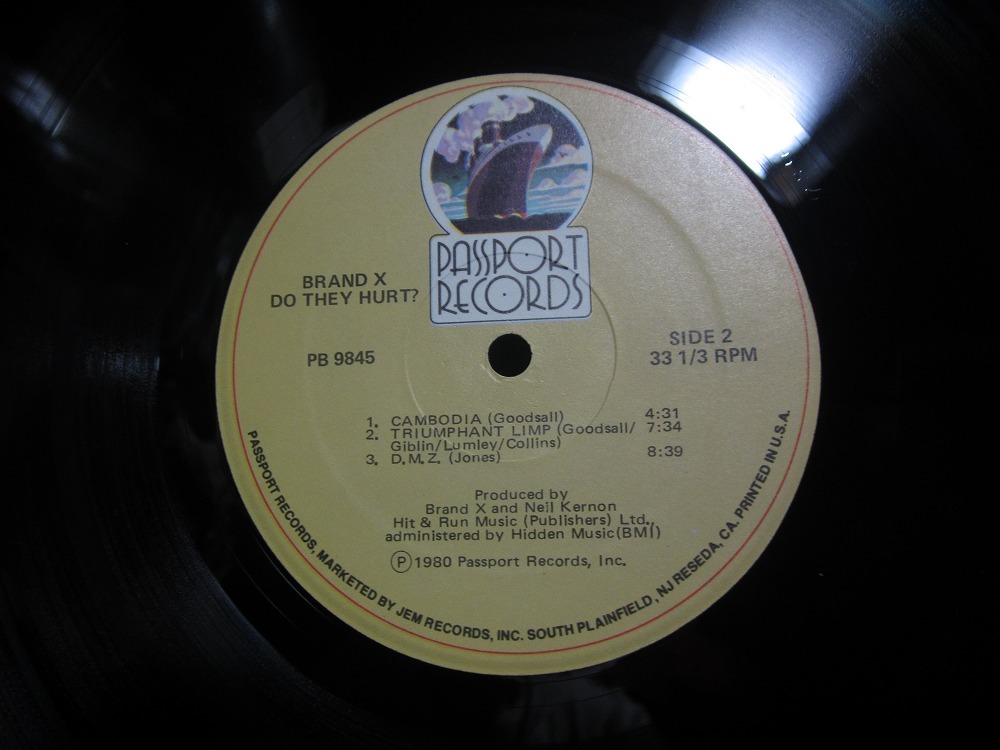 PASSPORT
RECORDS
BRAND X
DO THEY HURT?
PB 9845
SIDE 2
33 1/3 RPM
1. CAMBODIA (Goodsall) 4:31
2. TRIUMPHANT LIMP (Goodsall/ 7:34
Giblin/Lumley/Collins)
3. D.M.Z. (Jones) 8:39
Produced by
Brand X and Neil Kernon
Hit & Run Music (Publishers) Ltd.,
administered by Hidden Music(BMI)
Ⓟ1980 Passport Records, Inc.
PASSPORT RECORDS, MARKETED BY JEM RECORDS, INC. SOUTH PLAINFIELD, NJ RESEDA, CA. PRINTED IN U.S.A.